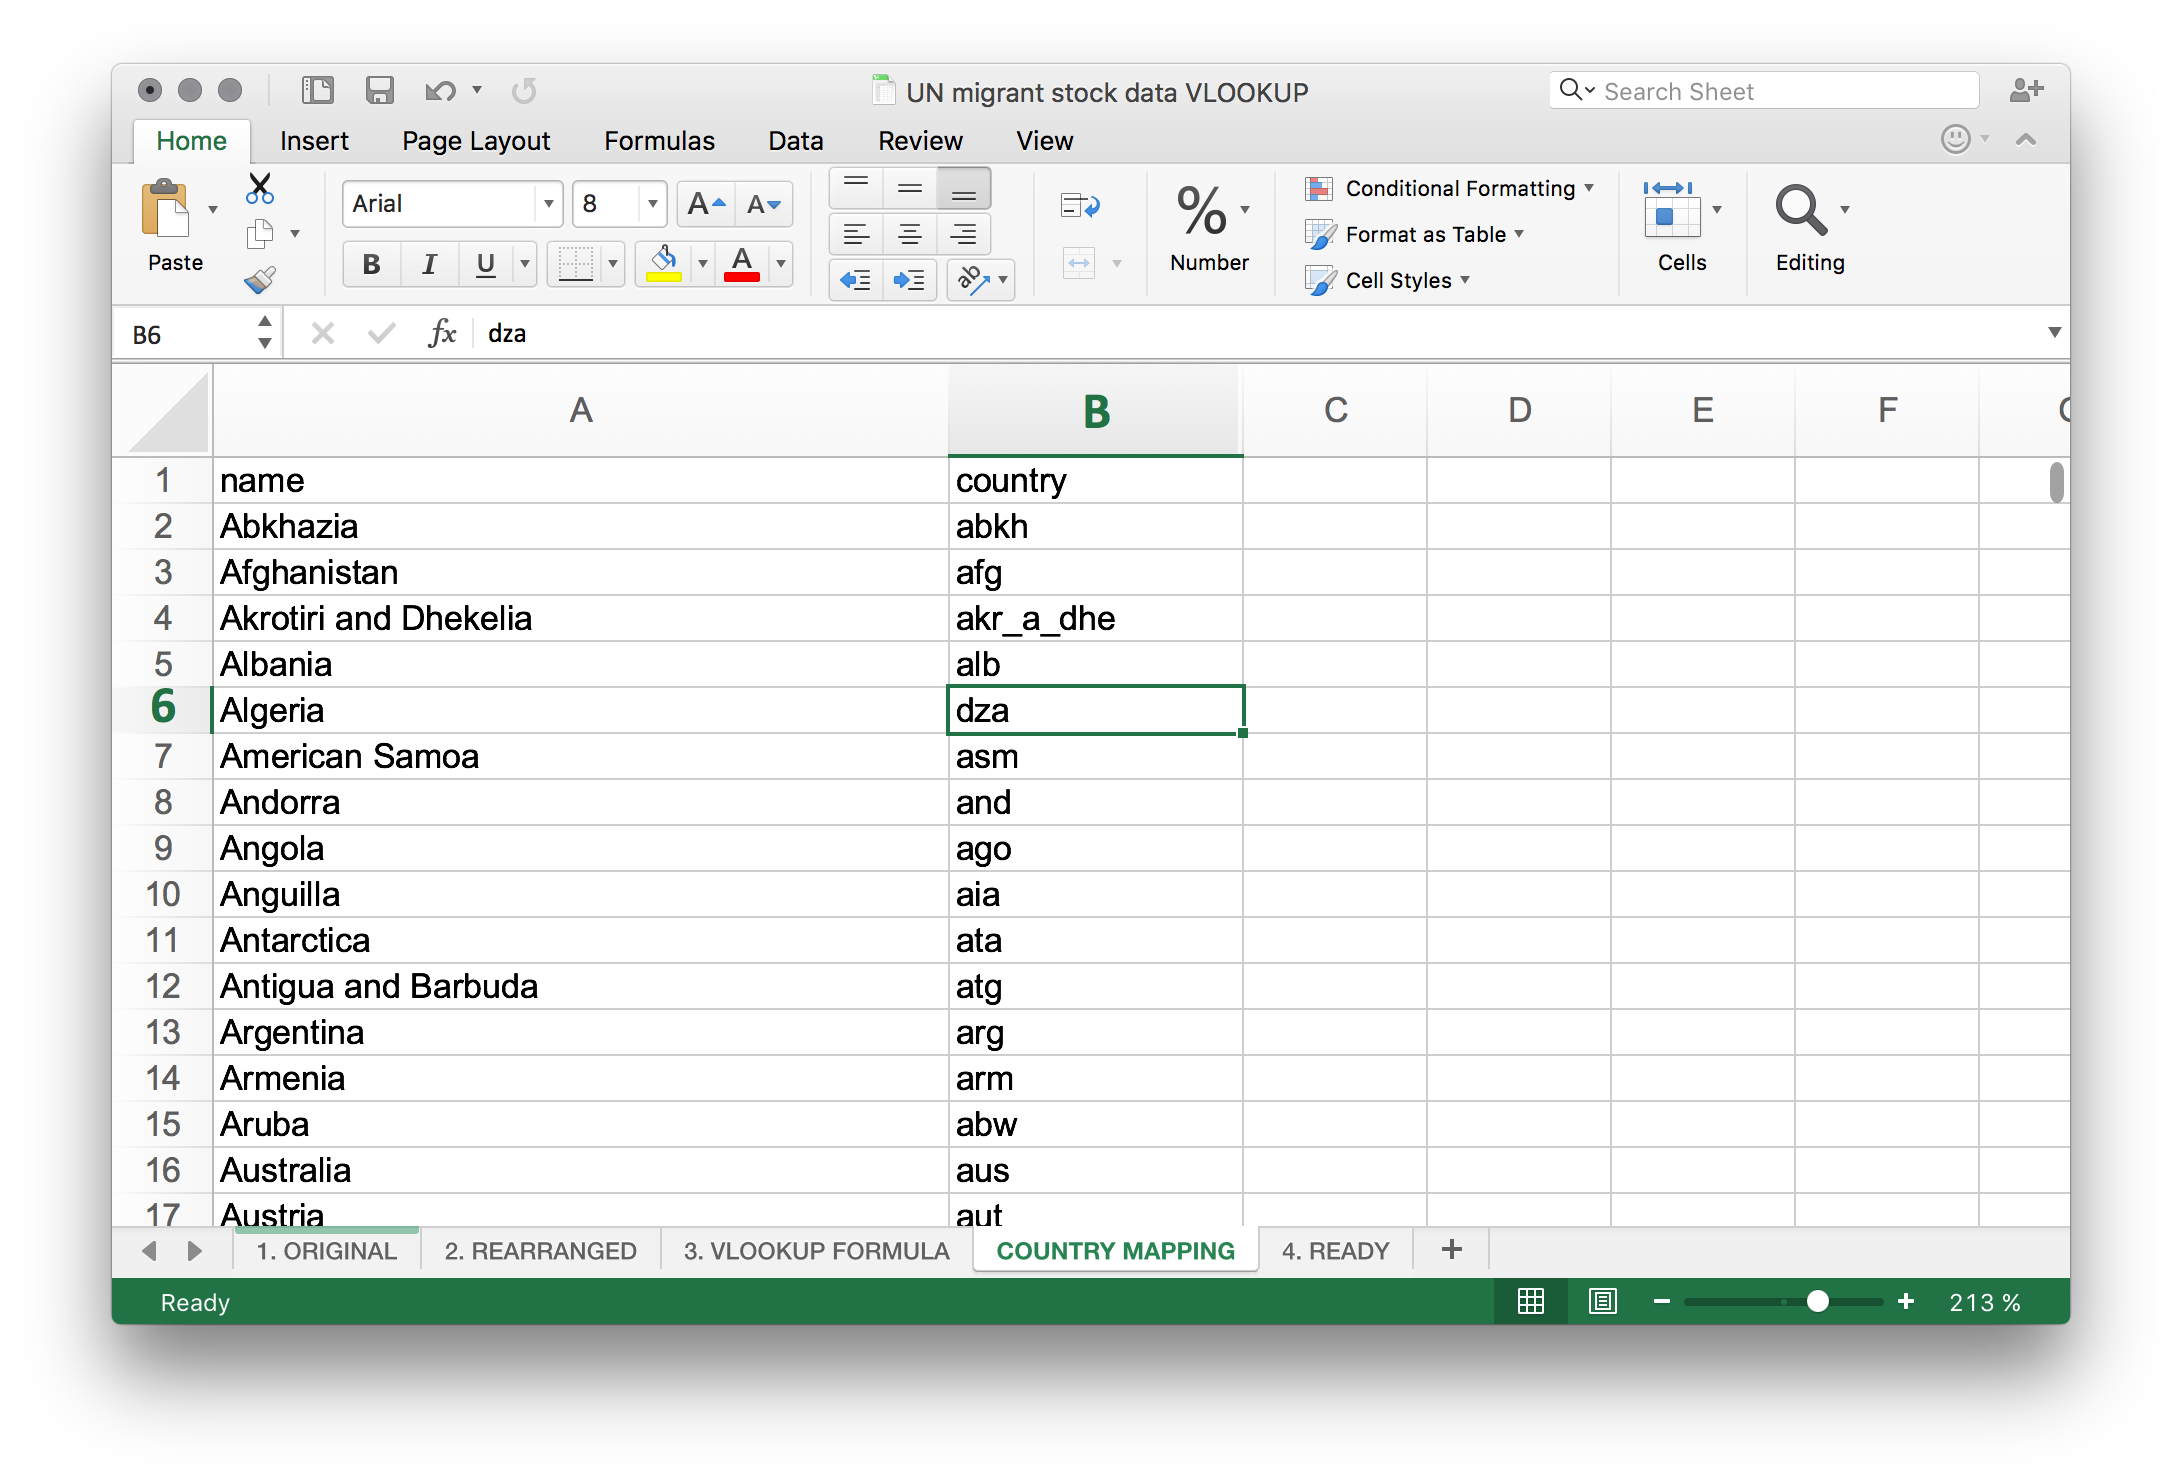 UN migrant stock data VLOOKUP
Search Sheet
Home Insert Page Layout Formulas Data Review View
Paste
Arial 8 A A
B I U A
ab
% Number
Conditional Formatting
Format as Table
Cell Styles
Cells
Editing
B6 fx dza
A B C D E F
1 name country
2 Abkhazia abkh
3 Afghanistan afg
4 Akrotiri and Dhekelia akr_a_dhe
5 Albania alb
6 Algeria dza
7 American Samoa asm
8 Andorra and
9 Angola ago
10 Anguilla aia
11 Antarctica ata
12 Antigua and Barbuda atg
13 Argentina arg
14 Armenia arm
15 Aruba abw
16 Australia aus
17 Austria aut
1. ORIGINAL 2. REARRANGED 3. VLOOKUP FORMULA COUNTRY MAPPING 4. READY +
Ready − + 213 %